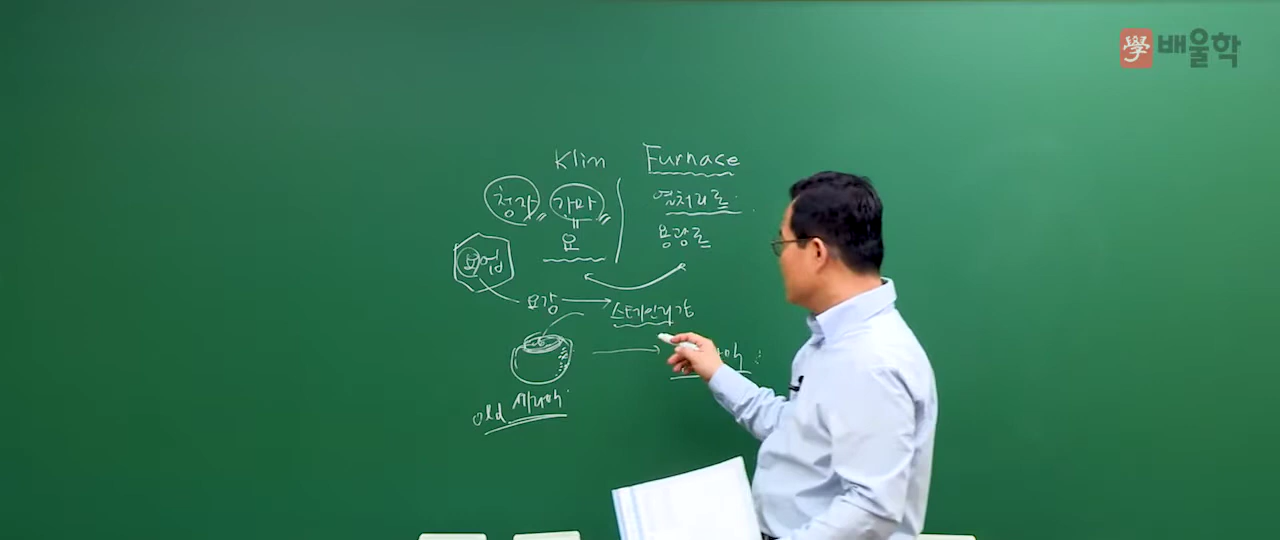 學 배울학
Klin Furnace
청자 가마 열처리로
요 용광로
요업
요강 스테인리스강
old 세라믹